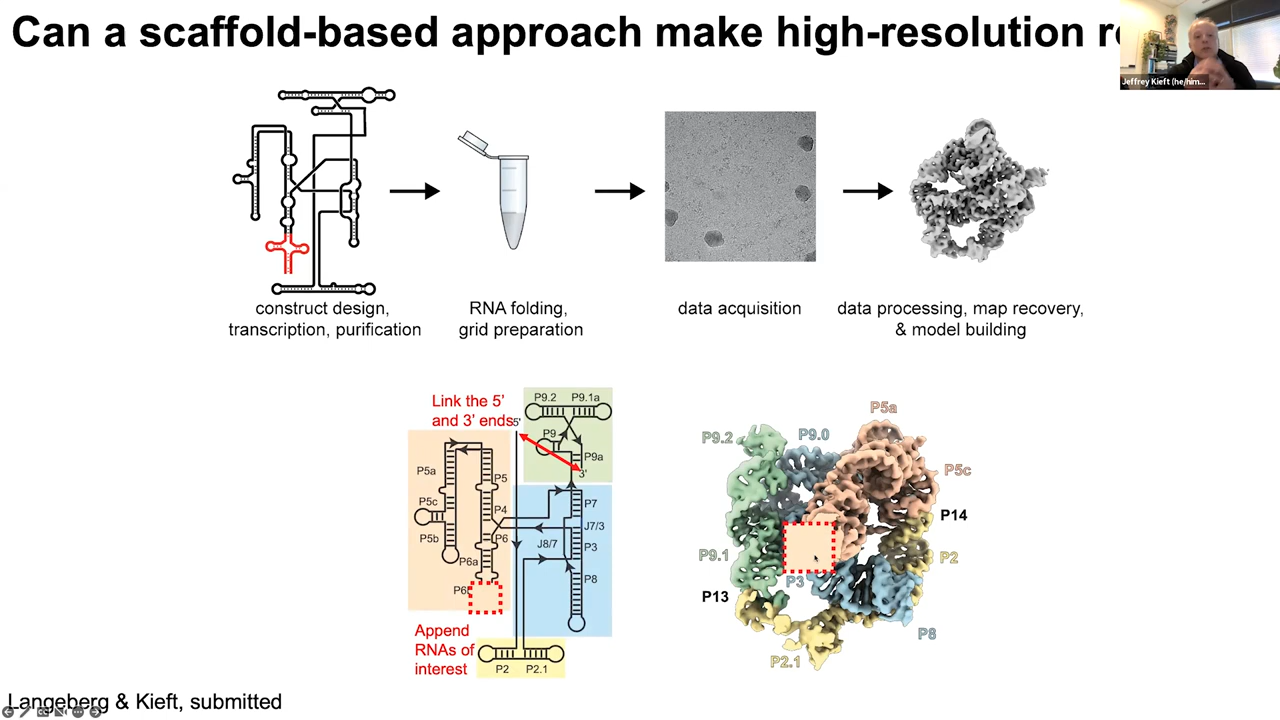 Can a scaffold-based approach make high-resolution
Jeffrey Kieft (he/him...
construct design,
transcription, purification
RNA folding,
grid preparation
data acquisition
data processing, map recovery,
& model building
Link the 5'
and 3' ends
5'
P9.2 P9.1a
P9
P9a
3'
P5a
P5
P5c
P4
P5b
P6
P6a
P6
P7
J7/3
J8/7
P3
P8
Append
RNAs of
interest
P2 P2.1
P5a
P9.2
P9.0
P5c
P14
P9.1
P2
P3
P13
P8
P2.1
Langeberg & Kieft, submitted